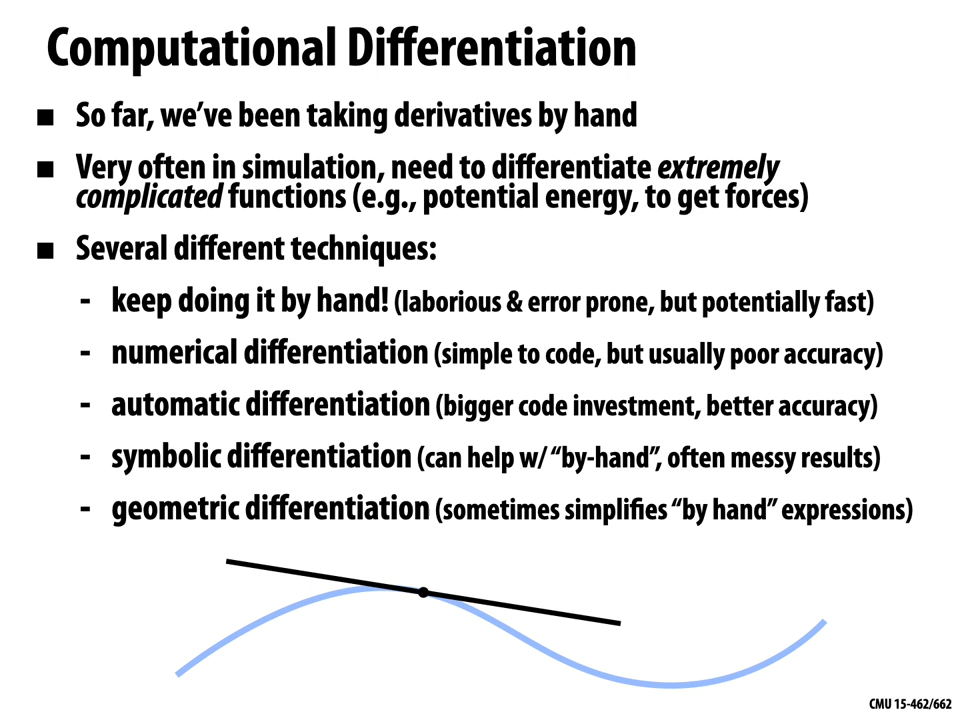 Computational Differentiation
■ So far, we’ve been taking derivatives by hand
■ Very often in simulation, need to differentiate extremely
complicated functions (e.g., potential energy, to get forces)
■ Several different techniques:
- keep doing it by hand! (laborious & error prone, but potentially fast)
- numerical differentiation (simple to code, but usually poor accuracy)
- automatic differentiation (bigger code investment, better accuracy)
- symbolic differentiation (can help w/ “by-hand”, often messy results)
- geometric differentiation (sometimes simplifies “by hand” expressions)
CMU 15-462/662